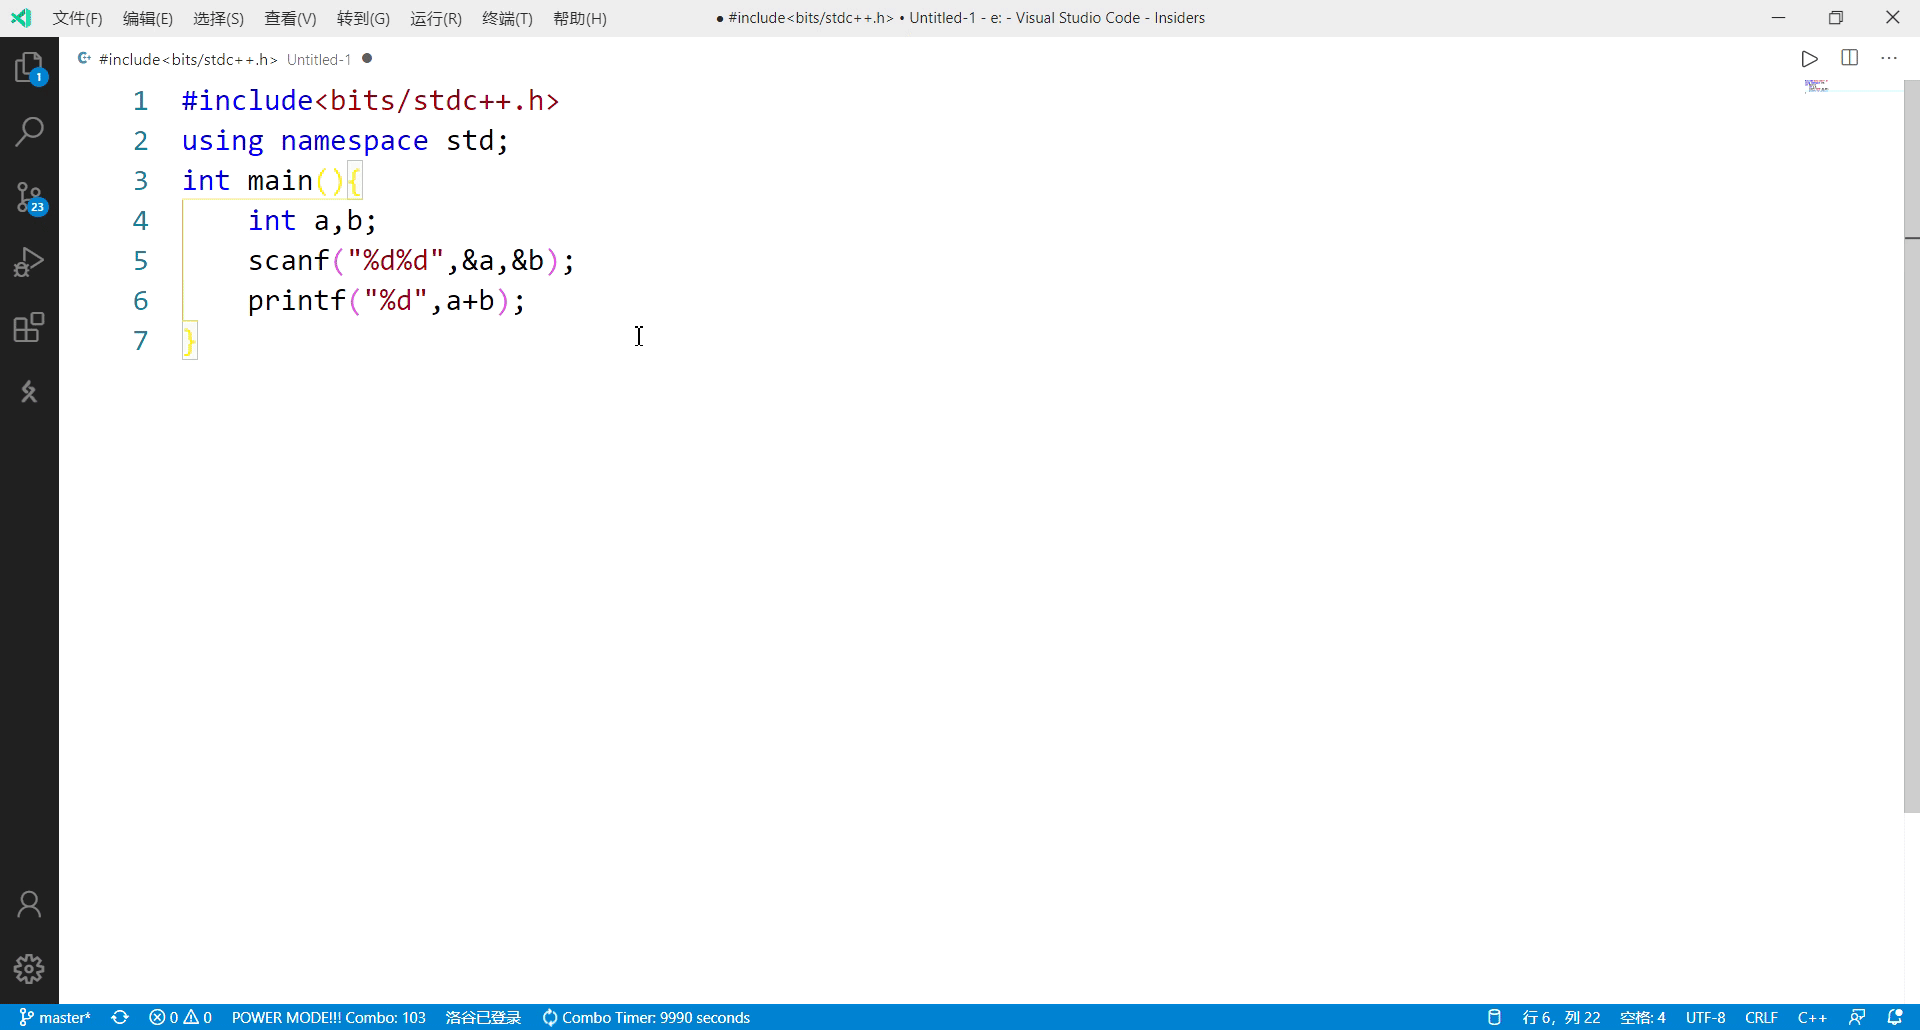 文件(F) 编辑(E) 选择(S) 查看(V) 转到(G) 运行(R) 终端(T) 帮助(H) ● #include<bits/stdc++.h> • Untitled-1 - e: - Visual Studio Code - Insiders
#include<bits/stdc++.h> Untitled-1 ●
1 #include<bits/stdc++.h>
2 using namespace std;
3 int main(){
4 int a,b;
5 scanf("%d%d",&a,&b);
6 printf("%d",a+b);
7 }
1
23
master* 0 0 POWER MODE!!! Combo: 103 洛谷已登录 Combo Timer: 9990 seconds 行 6，列 22 空格: 4 UTF-8 CRLF C++